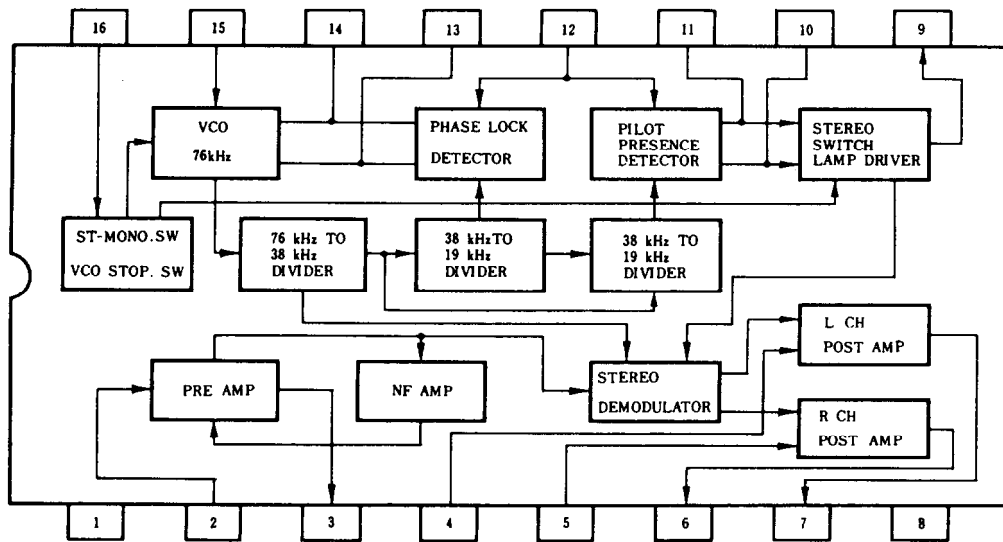 16 15 14 13 12 11 10 9
VCO
76kHz
PHASE LOCK
DETECTOR
PILOT
PRESENCE
DETECTOR
STEREO
SWITCH
LAMP DRIVER
ST-MONO.SW
VCO STOP. SW
76 kHz TO
38 kHz
DIVIDER
38 kHzTO
19 kHz
DIVIDER
38 kHz TO
19 kHz
DIVIDER
L CH
POST AMP
PRE AMP
NF AMP
STEREO
DEMODULATOR
R CH
POST AMP
1 2 3 4 5 6 7 8